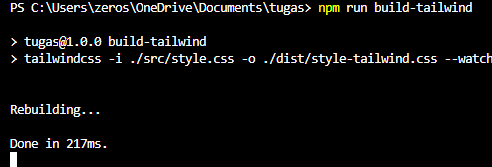 PS C:\Users\zeros\OneDrive\Documents\tugas> npm run build-tailwind
> tugas@1.0.0 build-tailwind
> tailwindcss -i ./src/style.css -o ./dist/style-tailwind.css --watch
Rebuilding...
Done in 217ms.